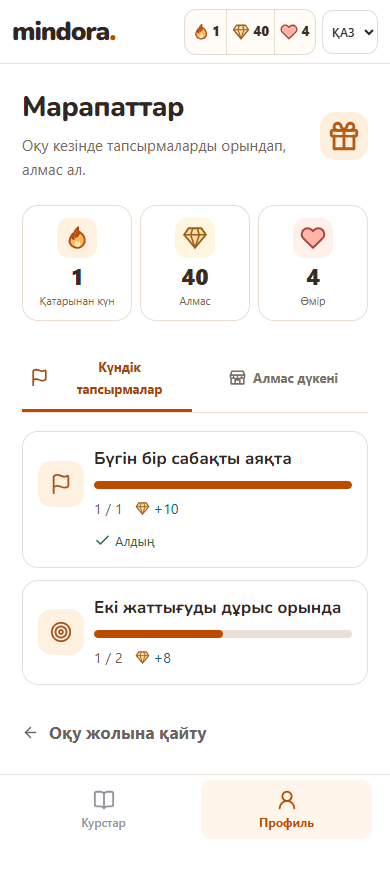 mindora.
1
40
4
ҚАЗ
Марапаттар
Оқу кезінде тапсырмаларды орындап,
алмас ал.
1
Қатарынан күн
40
Алмас
4
Өмір
Күндік
тапсырмалар
Алмас дүкені
Бүгін бір сабақты аяқта
1 / 1 +10
Алдың
Екі жаттығуды дұрыс орында
1 / 2 +8
Оқу жолына қайту
Курстар
Профиль